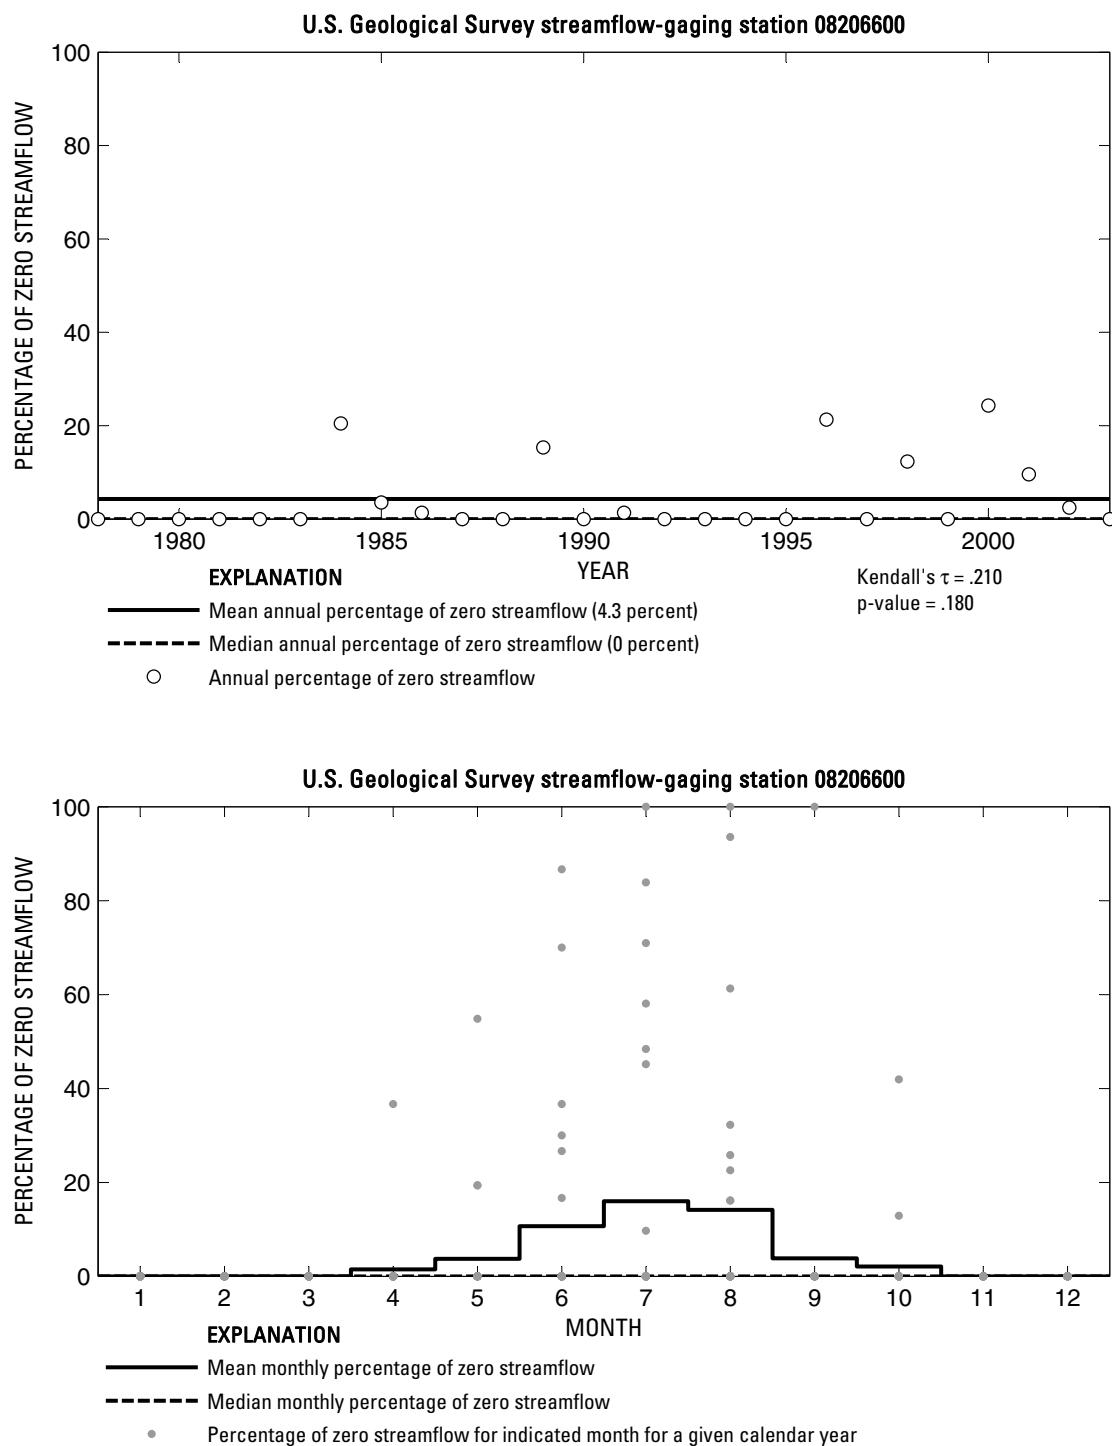 U.S. Geological Survey streamflow-gaging station 08206600
PERCENTAGE OF ZERO STREAMFLOW
100
80
60
40
20
0
1980 1985 1990 1995 2000
YEAR
Kendall's τ = .210
p-value = .180
EXPLANATION
Mean annual percentage of zero streamflow (4.3 percent)
Median annual percentage of zero streamflow (0 percent)
Annual percentage of zero streamflow
U.S. Geological Survey streamflow-gaging station 08206600
PERCENTAGE OF ZERO STREAMFLOW
100
80
60
40
20
0
1 2 3 4 5 6 7 8 9 10 11 12
MONTH
EXPLANATION
Mean monthly percentage of zero streamflow
Median monthly percentage of zero streamflow
Percentage of zero streamflow for indicated month for a given calendar year